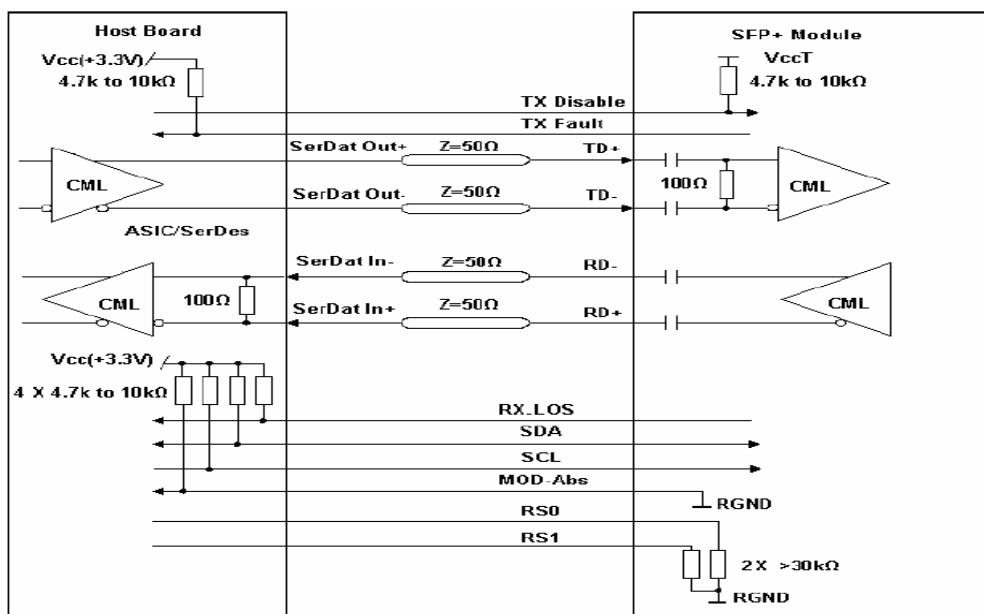 Host Board
SFP+ Module
Vcc(+3.3V)
4.7k to 10kΩ
VccT
4.7k to 10kΩ
TX Disable
TX Fault
SerDat Out+
Z=50Ω
TD+
CML
100Ω
CML
SerDat Out-
Z=50Ω
TD-
ASIC/SerDes
SerDat In-
Z=50Ω
RD-
CML
100Ω
CML
SerDat In+
Z=50Ω
RD+
Vcc(+3.3V)
4 X 4.7k to 10kΩ
RX-LOS
SDA
SCL
MOD-Abs
RGND
RS0
RS1
2 X >30kΩ
RGND